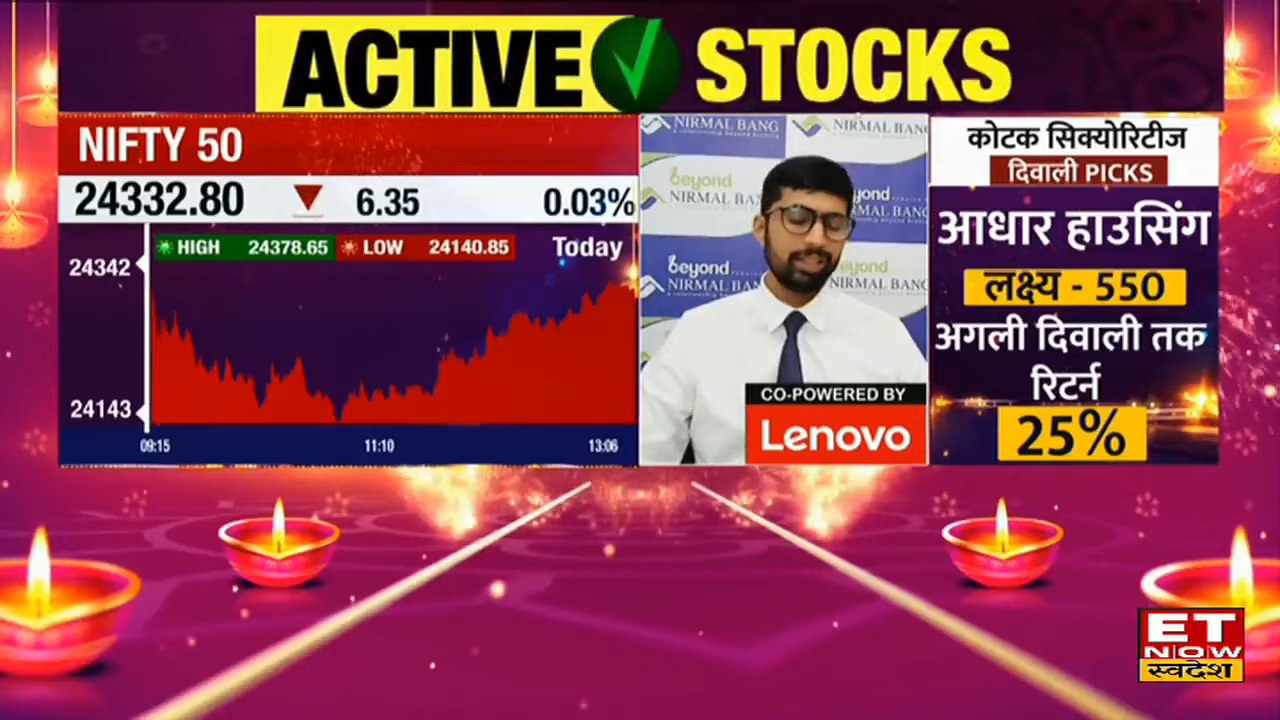 ACTIVE STOCKS
NIFTY 50
24332.80 ▼ 6.35 0.03%
HIGH 24378.65 LOW 24140.85 Today
24342
24143
09:15 11:10 13:06
NIRMAL BANG
NIRMAL BANG
beyond
NIRMAL BANG
beyond
NIRMAL BANG
beyond
NIRMAL BANG
beyond
NIRMAL BANG
CO-POWERED BY
Lenovo
कोटक सिक्योरिटीज
दिवाली PICKS
आधार हाउसिंग
लक्ष्य - 550
अगली दिवाली तक
रिटर्न
25%
ET
NOW
स्वदेश